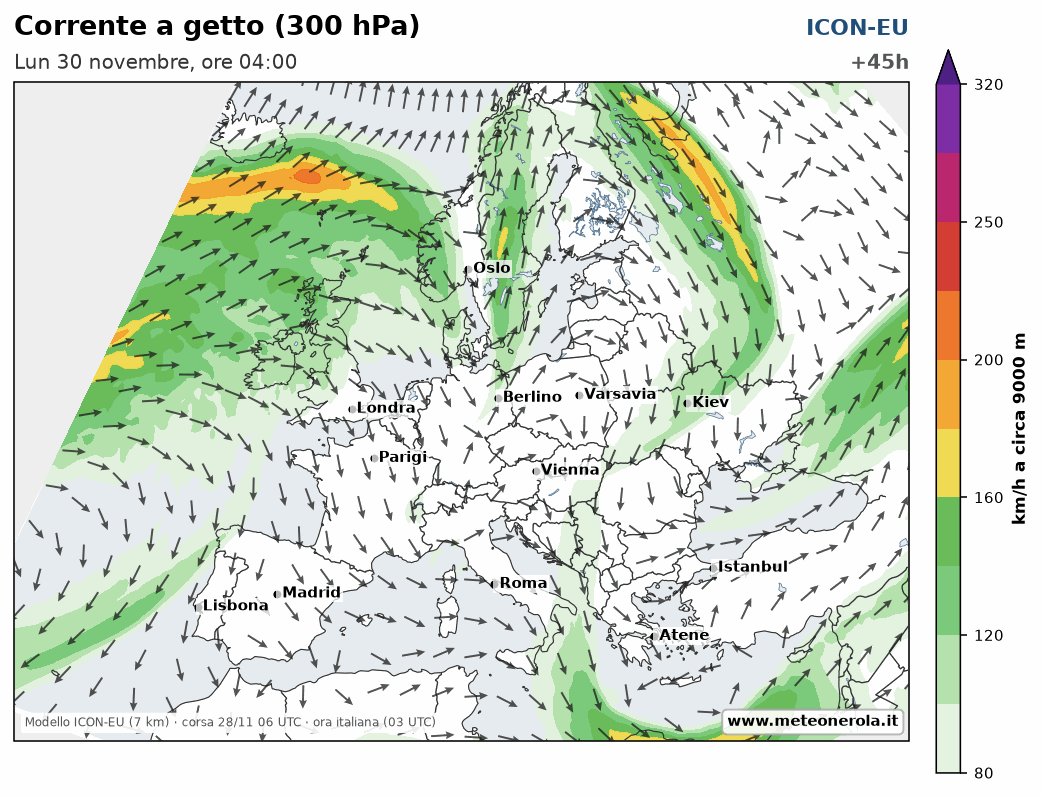 Corrente a getto (300 hPa)
ICON-EU
Lun 30 novembre, ore 04:00
+45h
320
250
200
160
120
80
km/h a circa 9000 m
Oslo
Berlino
Varsavia
Kiev
Londra
Parigi
Vienna
Istanbul
Roma
Madrid
Lisbona
Atene
Modello ICON-EU (7 km) · corsa 28/11 06 UTC · ora italiana (03 UTC)
www.meteonerola.it